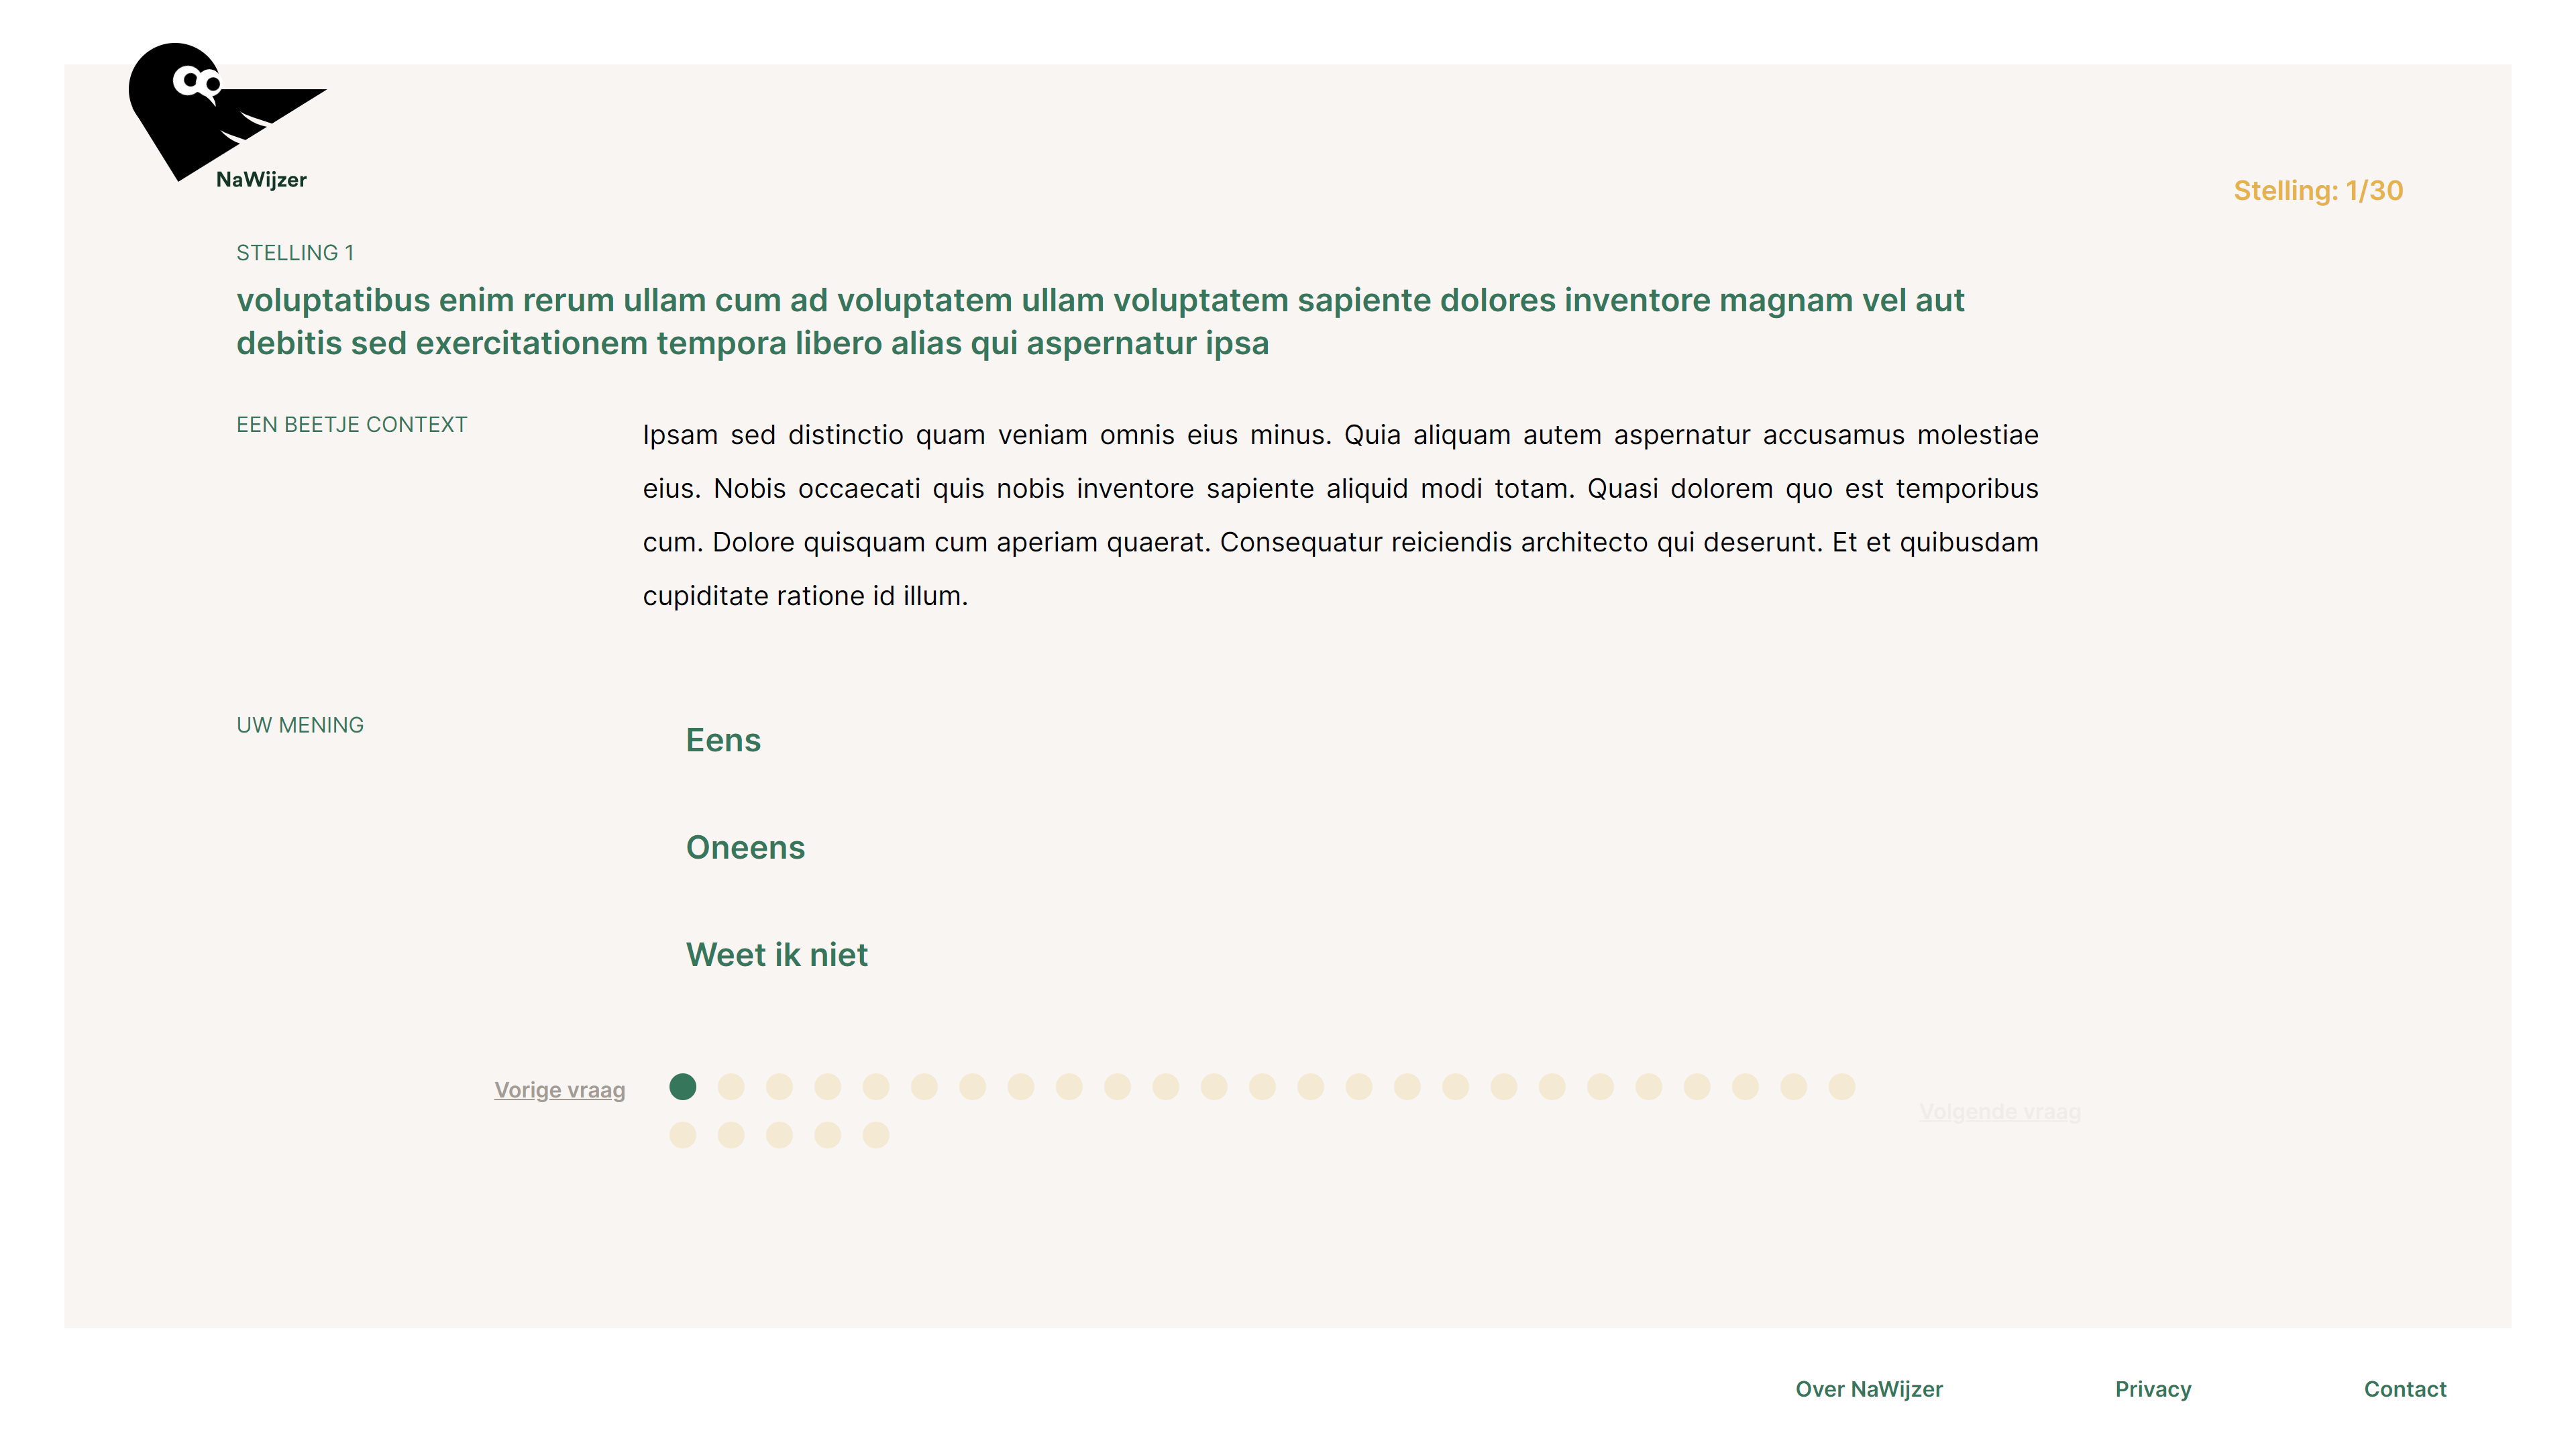 NaWijzer
Stelling: 1/30
STELLING 1
voluptatibus enim rerum ullam cum ad voluptatem ullam voluptatem sapiente dolores inventore magnam vel aut
debitis sed exercitationem tempora libero alias qui aspernatur ipsa
EEN BEETJE CONTEXT
Ipsam sed distinctio quam veniam omnis eius minus. Quia aliquam autem aspernatur accusamus molestiae
eius. Nobis occaecati quis nobis inventore sapiente aliquid modi totam. Quasi dolorem quo est temporibus
cum. Dolore quisquam cum aperiam quaerat. Consequatur reiciendis architecto qui deserunt. Et et quibusdam
cupiditate ratione id illum.
UW MENING
Eens
Oneens
Weet ik niet
Vorige vraag
Volgende vraag
Over NaWijzer
Privacy
Contact